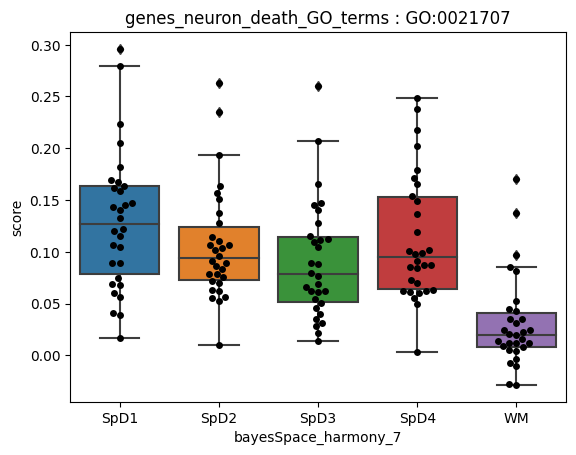 genes_neuron_death_GO_terms : GO:0021707
0.30
0.25
0.20
0.15
0.10
0.05
0.00
score
SpD1 SpD2 SpD3 SpD4 WM
bayesSpace_harmony_7